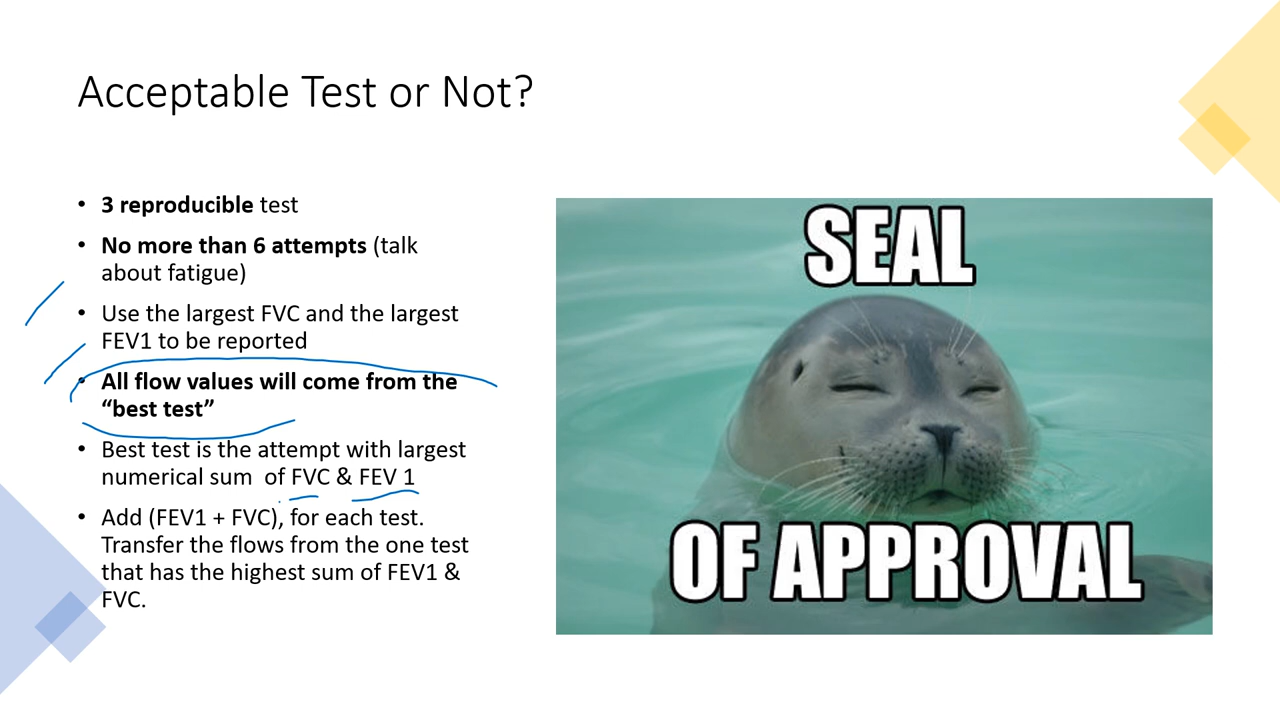 Acceptable Test or Not?
• 3 reproducible test
• No more than 6 attempts (talk
about fatigue)
• Use the largest FVC and the largest
FEV1 to be reported
• All flow values will come from the
“best test”
• Best test is the attempt with largest
numerical sum  of FVC & FEV 1
• Add (FEV1 + FVC), for each test.
Transfer the flows from the one test
that has the highest sum of FEV1 &
FVC.
SEAL
OF APPROVAL